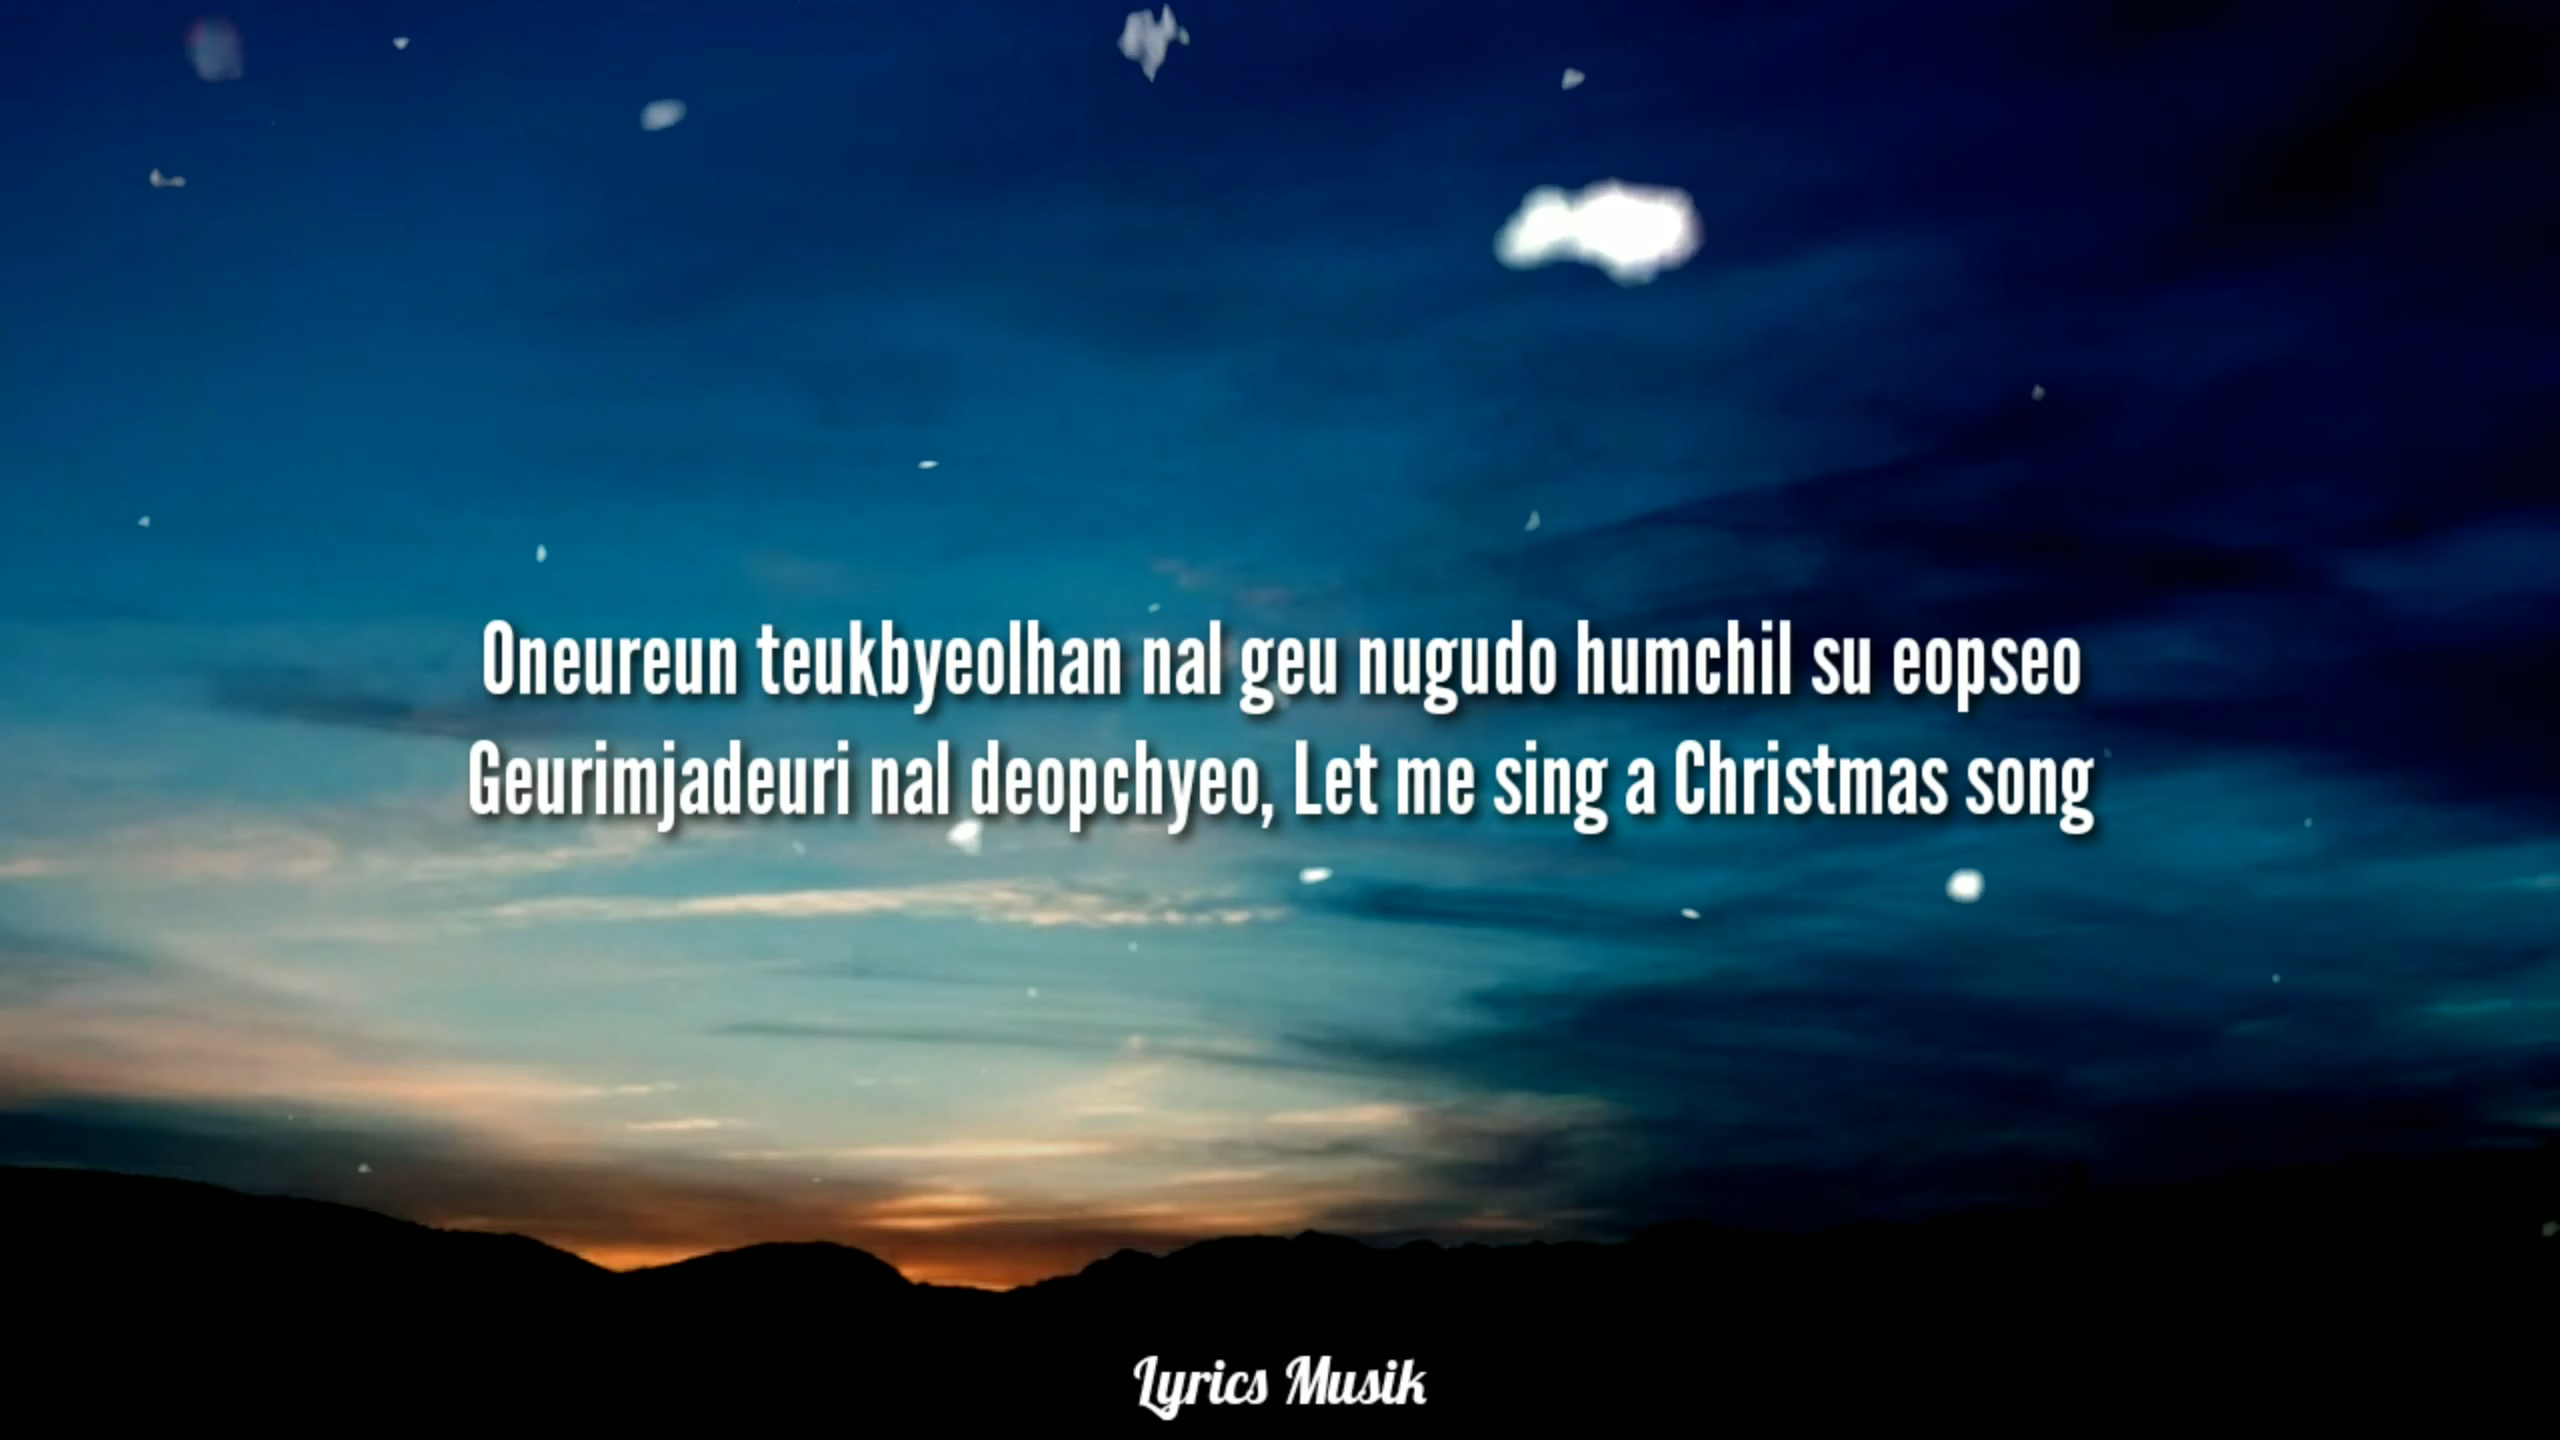 Oneureun teukbyeolhan nal geu nugudo humchil su eopseo
Geurimjadeuri nal deopchyeo, Let me sing a Christmas song
Lyrics Musik